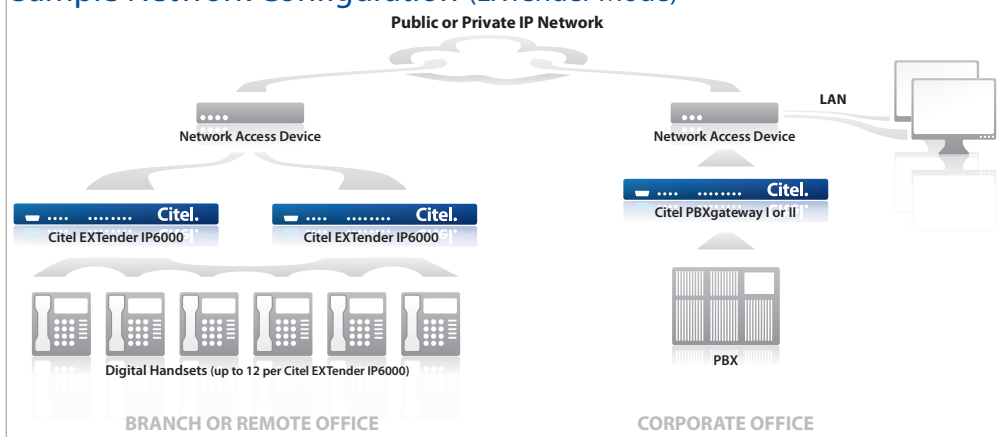 Sample Network Configuration (EXTender Mode)
Public or Private IP Network
LAN
Network Access Device
Network Access Device
Citel.
Citel.
Citel.
Citel EXTender IP6000
Citel EXTender IP6000
Citel PBXgateway I or II
Digital Handsets (up to 12 per Citel EXTender IP6000)
PBX
BRANCH OR REMOTE OFFICE
CORPORATE OFFICE